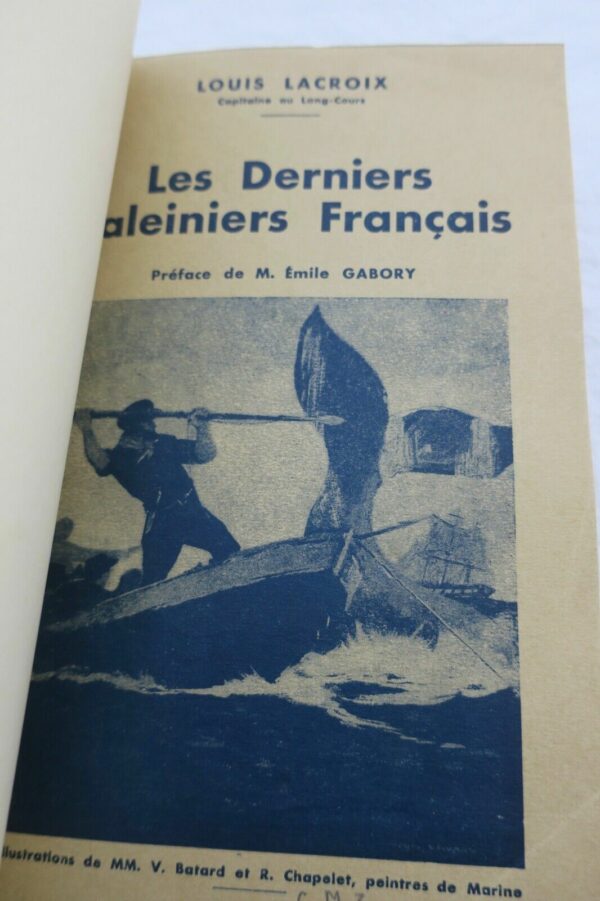 LOUIS LACROIX
Capitaine au Long-Cours
Les Derniers
aleiniers Français
Préface de M. Émile GABORY
llustrations de MM. V. Batard et R. Chapelet, peintres de Marine